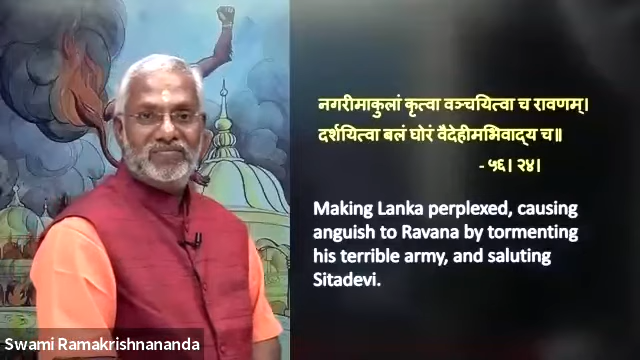 नगरीमाकुलां कृत्वा वञ्चयित्वा च रावणम्।
दर्शयित्वा बलं घोरं वैदेहीमभिवाद्य च॥
- ५६। २४।
Making Lanka perplexed, causing
anguish to Ravana by tormenting
his terrible army, and saluting
Sitadevi.
Swami Ramakrishnananda